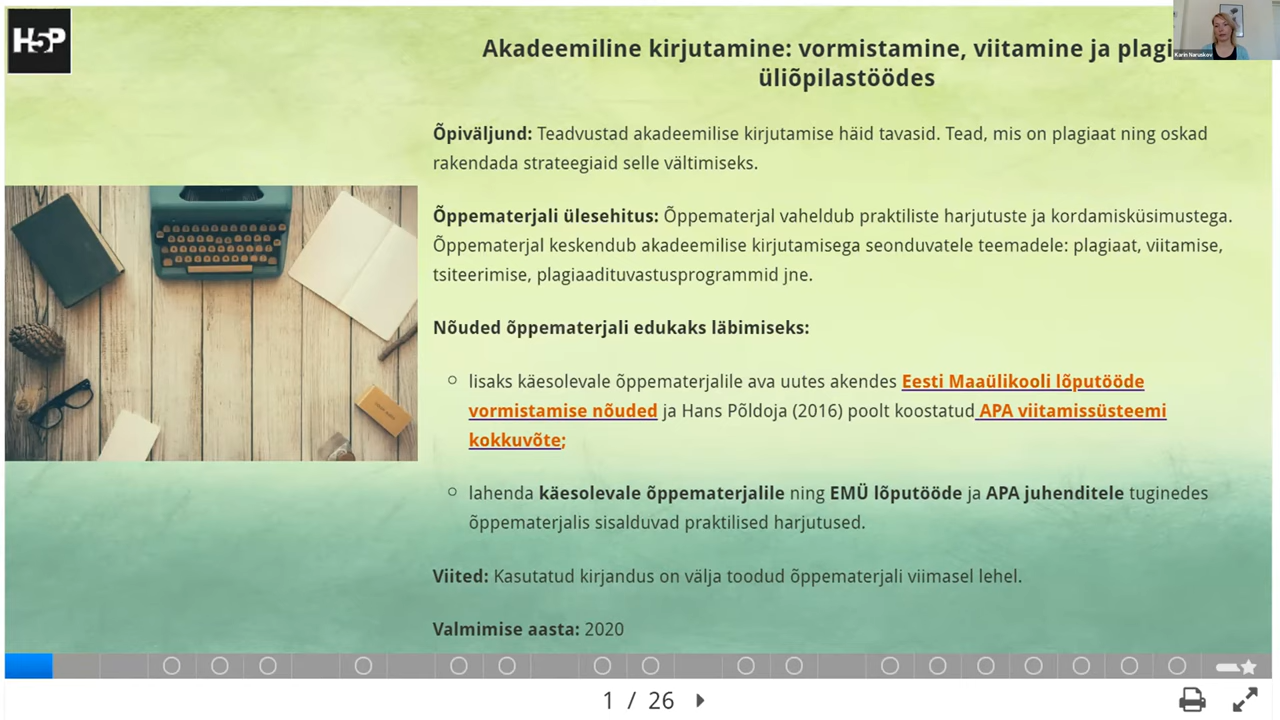 H5P
Akadeemiline kirjutamine: vormistamine, viitamine ja plagi
üliõpilastöödes
Karin Naruskov
Õpiväljund: Teadvustad akadeemilise kirjutamise häid tavasid. Tead, mis on plagiaat ning oskad
rakendada strateegiaid selle vältimiseks.
Õppematerjali ülesehitus: Õppematerjal vaheldub praktiliste harjutuste ja kordamisküsimustega.
Õppematerjal keskendub akadeemilise kirjutamisega seonduvatele teemadele: plagiaat, viitamise,
tsiteerimise, plagiaadituvastusprogrammid jne.
Nõuded õppematerjali edukaks läbimiseks:
lisaks käesolevale õppematerjalile ava uutes akendes Eesti Maaülikooli lõputööde
vormistamise nõuded ja Hans Põldoja (2016) poolt koostatud APA viitamissüsteemi
kokkuvõte;
lahenda käesolevale õppematerjalile ning EMÜ lõputööde ja APA juhenditele tuginedes
õppematerjalis sisalduvad praktilised harjutused.
Viited: Kasutatud kirjandus on välja toodud õppematerjali viimasel lehel.
Valmimise aasta: 2020
1 / 26